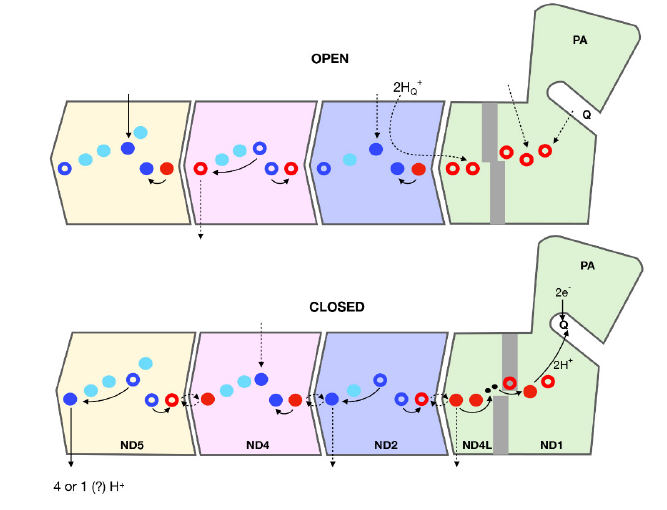 PA
OPEN
2HQ+
Q
PA
CLOSED
2e-
Q
2H+
ND5
ND4
ND2
ND4L
ND1
4 or 1 (?) H+